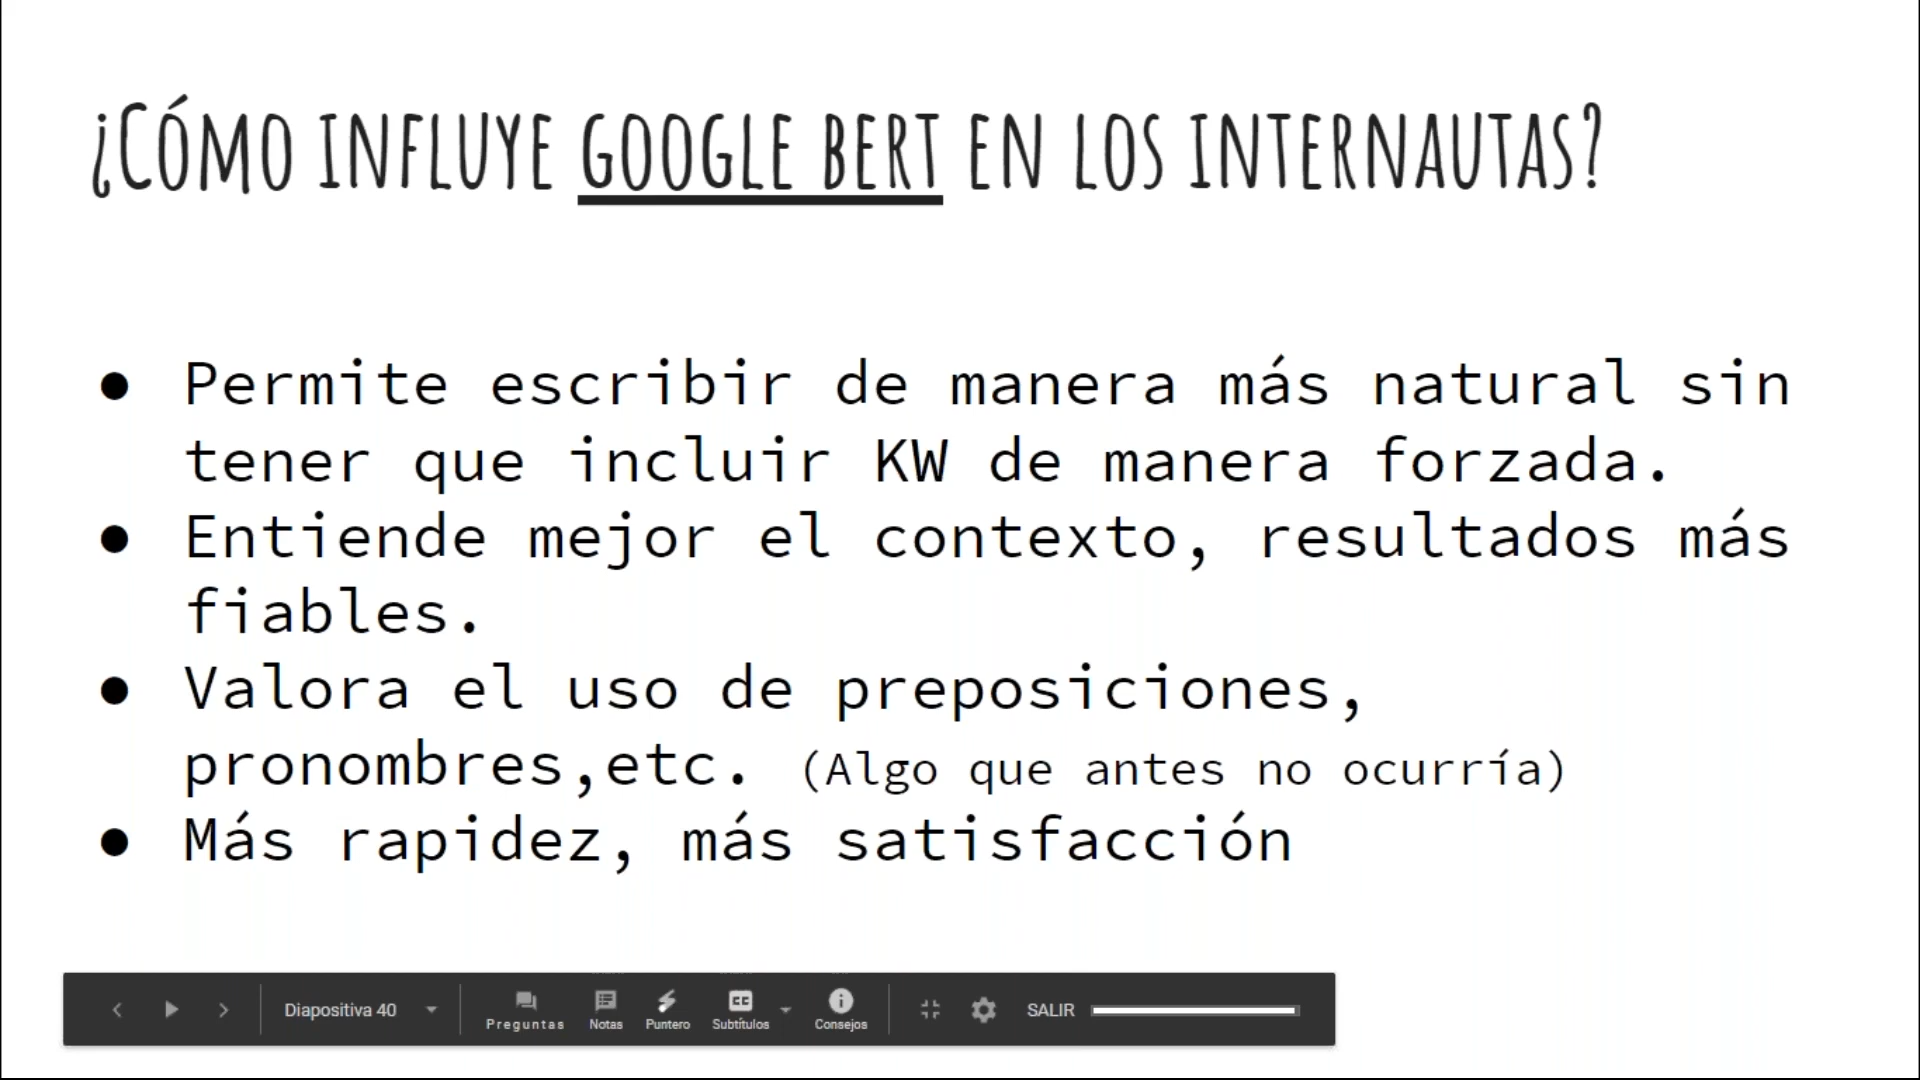 ¿Cómo influye Google Bert en los internautas?
● Permite escribir de manera más natural sin
tener que incluir KW de manera forzada.
● Entiende mejor el contexto, resultados más
fiables.
● Valora el uso de preposiciones,
pronombres,etc. (Algo que antes no ocurría)
● Más rapidez, más satisfacción
Diapositiva 40
Preguntas
Notas
Puntero
Subtítulos
Consejos
SALIR